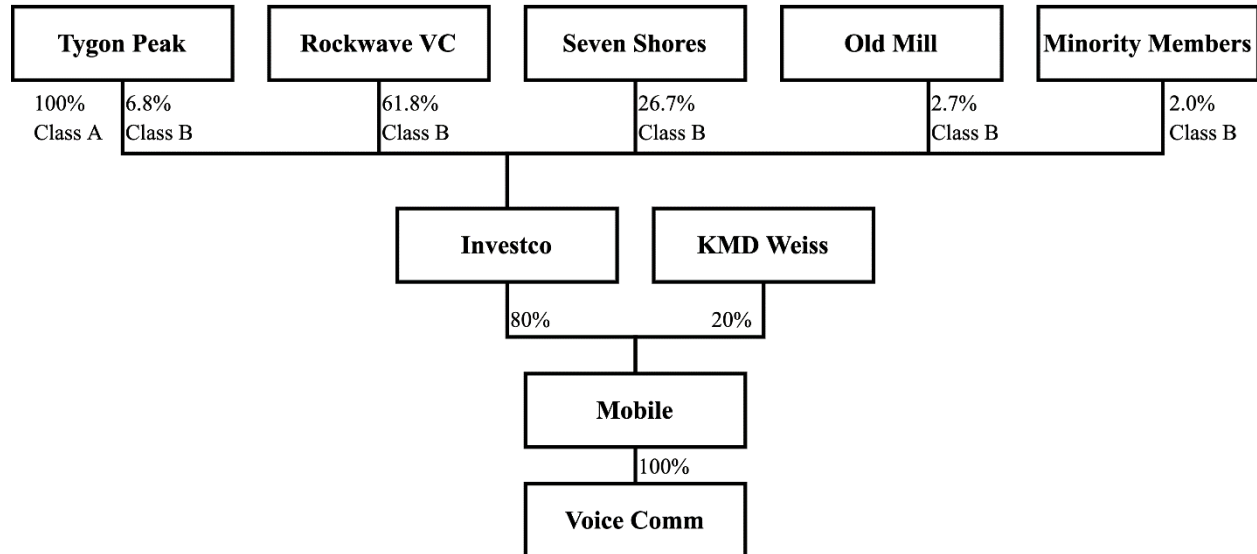 Tygon Peak
Rockwave VC
Seven Shores
Old Mill
Minority Members
100%
Class A
6.8%
Class B
61.8%
Class B
26.7%
Class B
2.7%
Class B
2.0%
Class B
Investco
KMD Weiss
80%
20%
Mobile
100%
Voice Comm